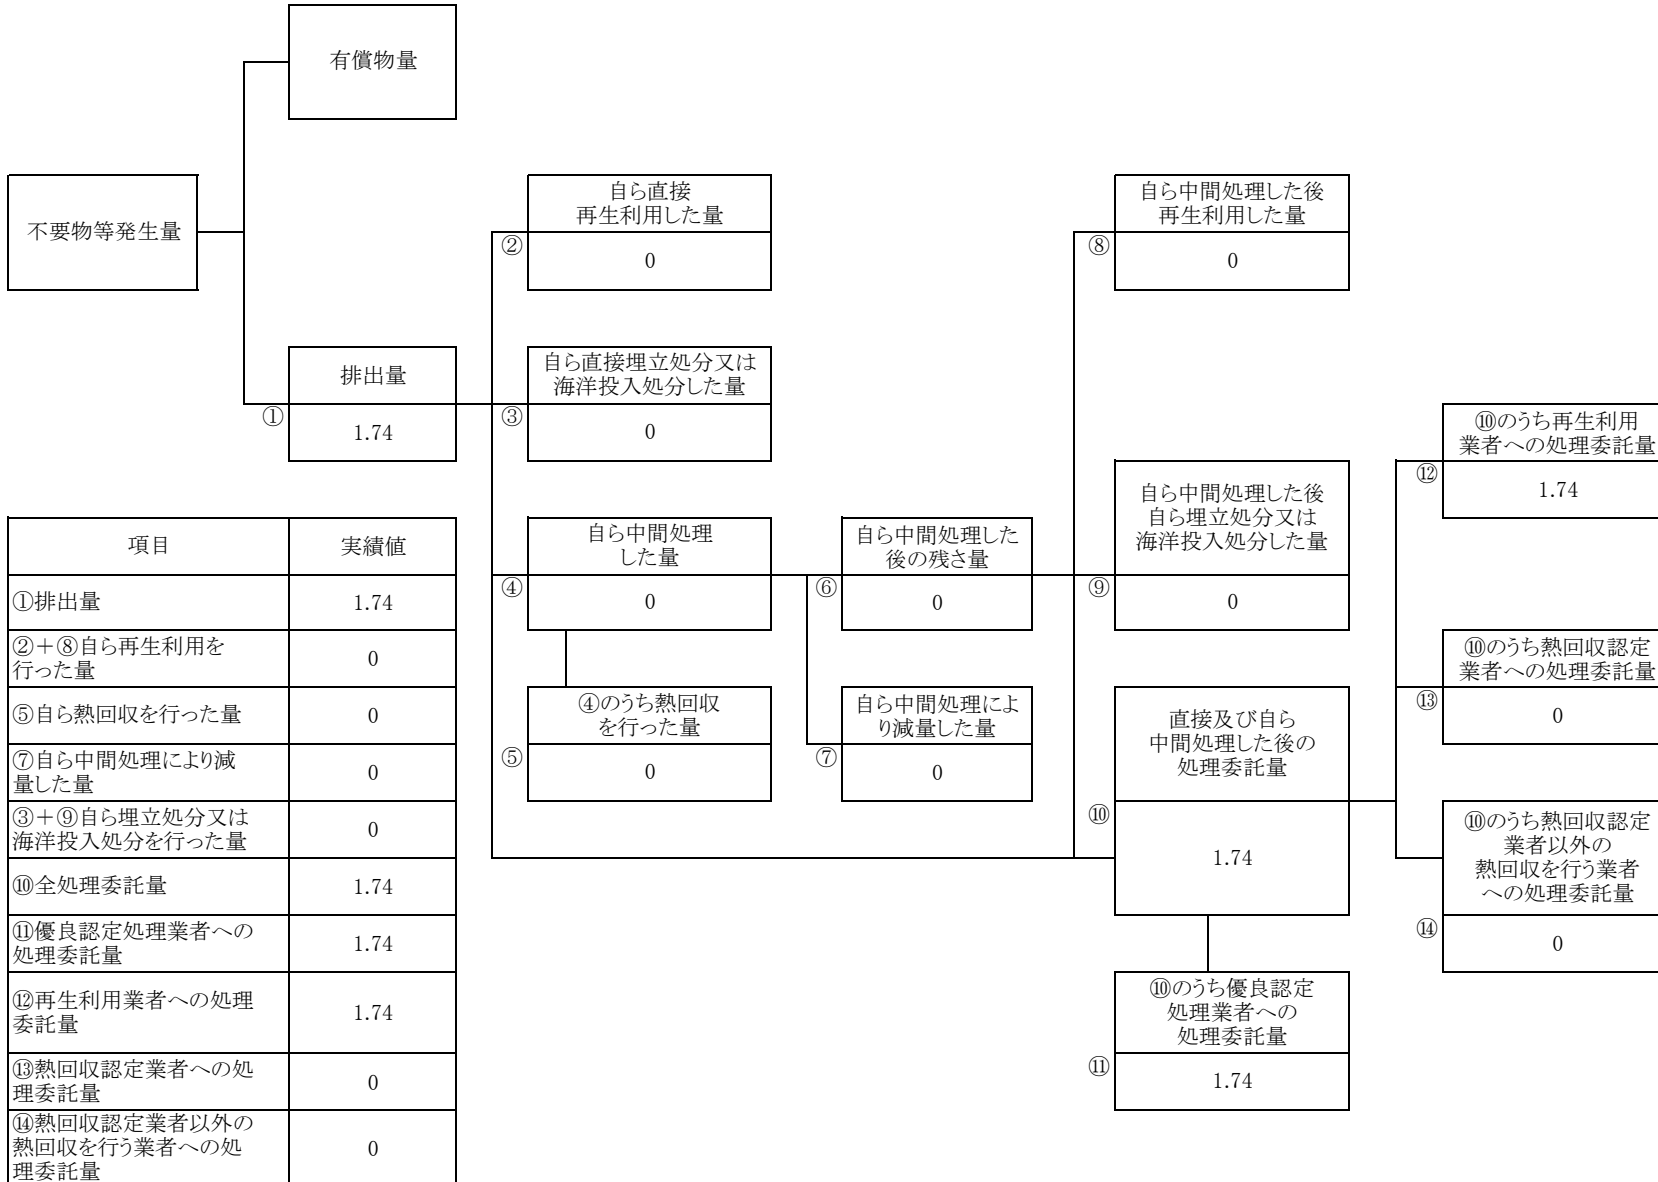 有償物量
不要物等発生量
自ら直接
再生利用した量
②
0
自ら中間処理した後
再生利用した量
⑧
0
排出量
①
1.74
自ら直接埋立処分又は
海洋投入処分した量
③
0
⑩のうち再生利用
業者への処理委託量
⑫
1.74
自ら中間処理
した量
④
0
自ら中間処理した
後の残さ量
⑥
0
自ら中間処理した後
自ら埋立処分又は
海洋投入処分した量
⑨
0
⑩のうち熱回収認定
業者への処理委託量
⑬
0
④のうち熱回収
を行った量
⑤
0
自ら中間処理によ
り減量した量
⑦
0
直接及び自ら
中間処理した後の
処理委託量
⑩
1.74
⑩のうち熱回収認定
業者以外の
熱回収を行う業者
への処理委託量
⑭
0
⑩のうち優良認定
処理業者への
処理委託量
⑪
1.74
項目 実績値
①排出量 1.74
②+⑧自ら再生利用を
行った量 0
⑤自ら熱回収を行った量 0
⑦自ら中間処理により減
量した量 0
③+⑨自ら埋立処分又は
海洋投入処分を行った量 0
⑩全処理委託量 1.74
⑪優良認定処理業者への
処理委託量 1.74
⑫再生利用業者への処理
委託量 1.74
⑬熱回収認定業者への処
理委託量 0
⑭熱回収認定業者以外の
熱回収を行う業者への処
理委託量 0